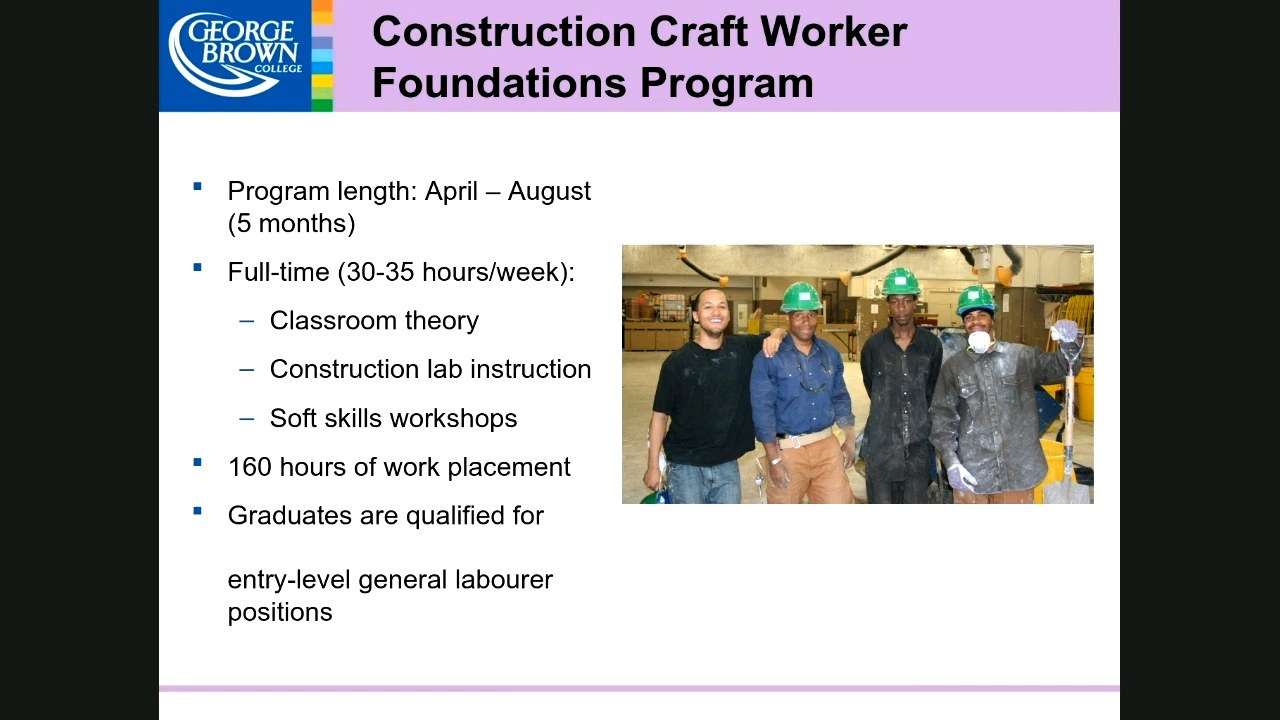 GEORGE
BROWN
COLLEGE
Construction Craft Worker
Foundations Program
▪ Program length: April – August
(5 months)
▪ Full-time (30-35 hours/week):
– Classroom theory
– Construction lab instruction
– Soft skills workshops
▪ 160 hours of work placement
▪ Graduates are qualified for
entry-level general labourer
positions